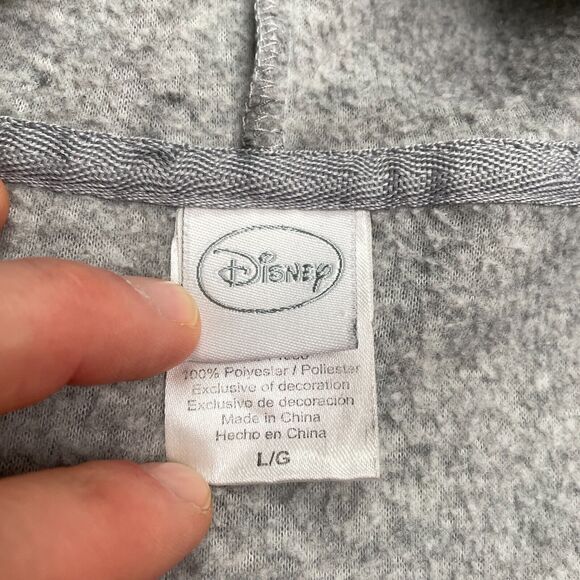 Disney
100% Polyester / Poliester
Exclusive of decoration
Exclusivo de decoracion
Made in China
Hecho en China
L/G